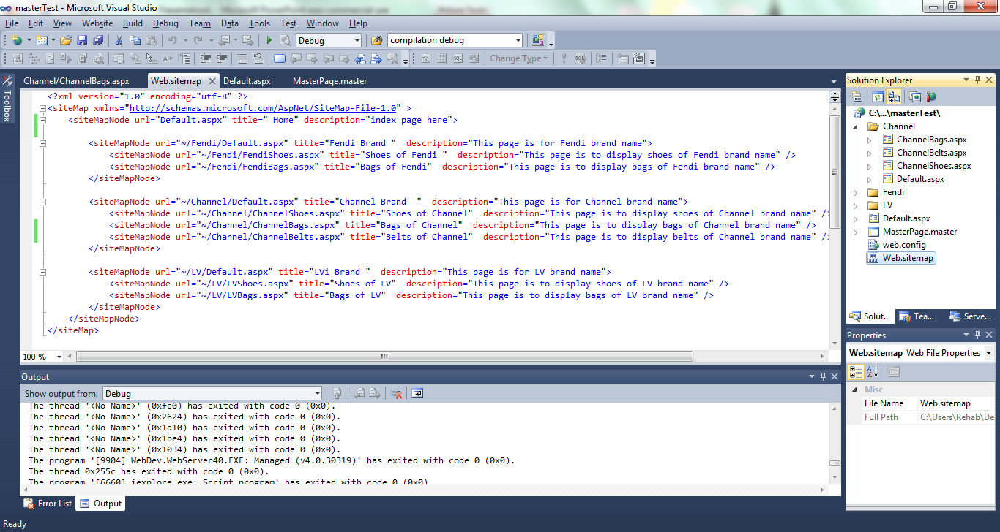 masterTest - Microsoft Visual Studio
File Edit View Website Build Debug Team Data Tools Test Window Help
Debug compilation debug
Change Type
Toolbox
Channel/ChannelBags.aspx Web.sitemap Default.aspx MasterPage.master
<?xml version="1.0" encoding="utf-8" ?>
<siteMap xmlns="http://schemas.microsoft.com/AspNet/SiteMap-File-1.0" >
<siteMapNode url="Default.aspx" title=" Home" description="index page here">
<siteMapNode url="~/Fendi/Default.aspx" title="Fendi Brand "  description="This page is for Fendi brand name">
<siteMapNode url="~/Fendi/FendiShoes.aspx" title="Shoes of Fendi "  description="This page is to display shoes of Fendi brand name" />
<siteMapNode url="~/Fendi/FendiBags.aspx" title="Bags of Fendi"  description="This page is to display bags of Fendi brand name" />
</siteMapNode>
<siteMapNode url="~/Channel/Default.aspx" title="Channel Brand  "  description="This page is for Channel brand name">
<siteMapNode url="~/Channel/ChannelShoes.aspx" title="Shoes of Channel"  description="This page is to display shoes of Channel brand name" />
<siteMapNode url="~/Channel/ChannelBags.aspx" title="Bags of Channel"  description="This page is to display bags of Channel brand name" />
<siteMapNode url="~/Channel/ChannelBelts.aspx" title="Belts of Channel"  description="This page is to display belts of Channel brand name" />
</siteMapNode>
<siteMapNode url="~/LV/Default.aspx" title="LVi Brand "  description="This page is for LV brand name">
<siteMapNode url="~/LV/LVShoes.aspx" title="Shoes of LV"  description="This page is to display shoes of LV brand name" />
<siteMapNode url="~/LV/LVBags.aspx" title="Bags of LV"  description="This page is to display bags of LV brand name" />
</siteMapNode>
</siteMapNode>
</siteMap>
100 %
Output
Show output from: Debug
The thread '<No Name>' (0xfe0) has exited with code 0 (0x0).
The thread '<No Name>' (0x2624) has exited with code 0 (0x0).
The thread '<No Name>' (0x1d10) has exited with code 0 (0x0).
The thread '<No Name>' (0x1be4) has exited with code 0 (0x0).
The thread '<No Name>' (0x1034) has exited with code 0 (0x0).
The program '[9904] WebDev.WebServer40.EXE: Managed (v4.0.30319)' has exited with code 0 (0x0).
The thread 0x255c has exited with code 0 (0x0).
The program '[6660] iexplore.exe: Script program' has exited with code 0 (0x0)
Error List Output
Ready
Solution Explorer
C:\...\masterTest\
Channel
ChannelBags.aspx
ChannelBelts.aspx
ChannelShoes.aspx
Default.aspx
Fendi
LV
Default.aspx
MasterPage.master
web.config
Web.sitemap
Solut... Tea... Serve...
Properties
Web.sitemap Web File Properties
Misc
File Name Web.sitemap
Full Path C:\Users\Rehab\De